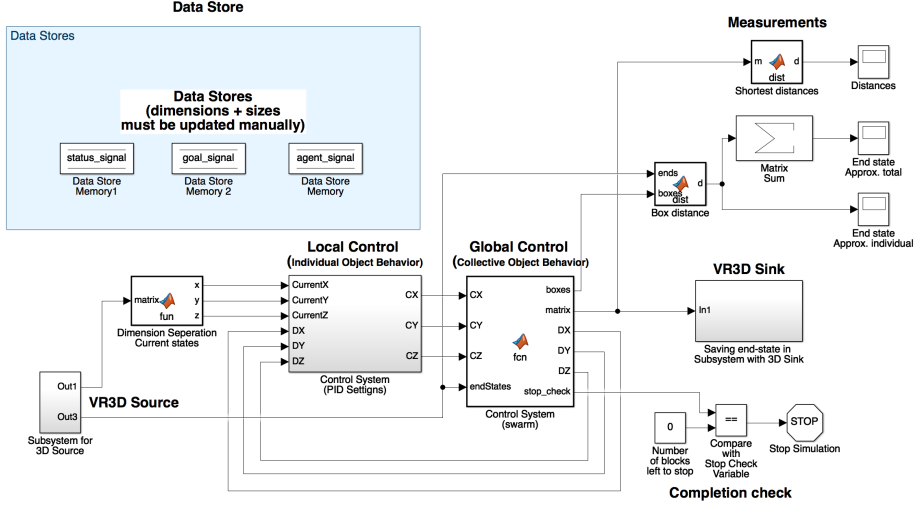 Data Store
Data Stores
Data Stores
(dimensions + sizes
must be updated manually)
status_signal
Data Store
Memory1
goal_signal
Data Store
Memory 2
agent_signal
Data Store
Memory
Measurements
m
d
dist
Shortest distances
Distances
Matrix
Sum
End state
Approx. total
ends
boxes
d
dist
Box distance
End state
Approx. individual
Local Control
(Individual Object Behavior)
Global Control
(Collective Object Behavior)
VR3D Sink
matrix
x
y
z
fun
Dimension Seperation
Current states
CurrentX
CurrentY
CurrentZ
DX
DY
DZ
CX
CY
CZ
Control System
(PID Settigns)
CX
CY
CZ
endStates
boxes
matrix
DX
DY
DZ
stop_check
fcn
Control System
(swarm)
In1
Saving end-state in
Subsystem with 3D Sink
Out1
Out3
VR3D Source
Subsystem for
3D Source
0
Number
of blocks
left to stop
==
Compare
with
Stop Check
Variable
STOP
Stop Simulation
Completion check